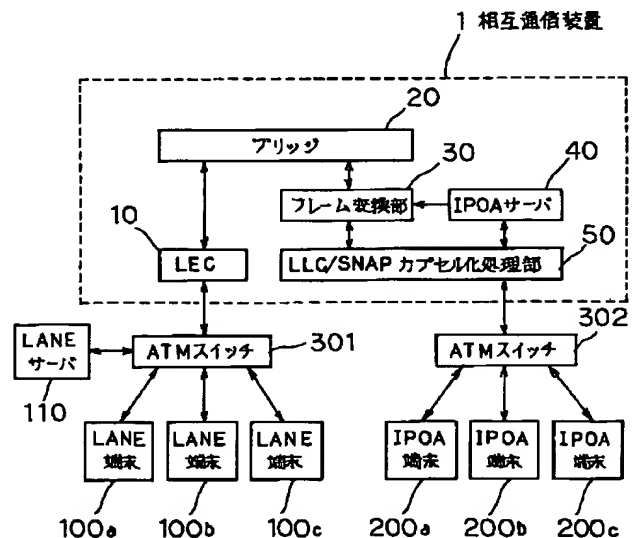 1 相互通信装置
20
ブリッジ
30
40
フレーム変換部
IPOAサーバ
10
50
LEC
LLC/SNAP カプセル化処理部
301
302
LANE
サーバ
ATMスイッチ
ATMスイッチ
110
LANE
端末
LANE
端末
LANE
端末
IPOA
端末
IPOA
端末
IPOA
端末
100a
100b
100c
200a
200b
200c